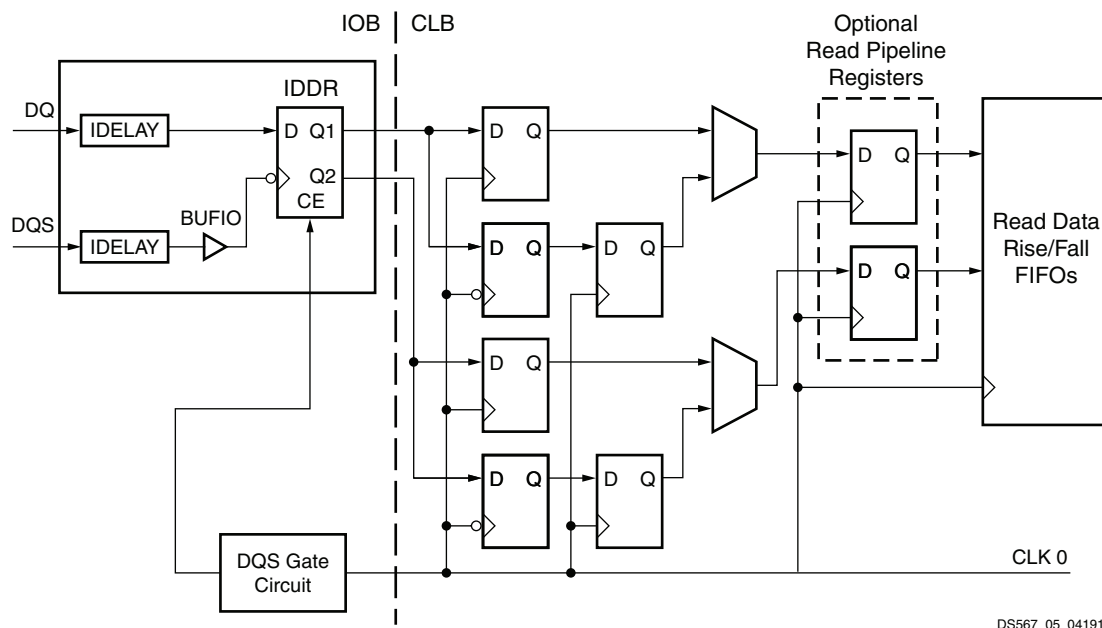 IOB
CLB
Optional
Read Pipeline
Registers
IDDR
DQ
IDELAY
D Q1
Q2
CE
BUFIO
DQS
IDELAY
D Q
D Q
D Q
D Q
D Q
D Q
D Q
D Q
Read Data
Rise/Fall
FIFOs
DQS Gate
Circuit
CLK 0
DS567_05_04191